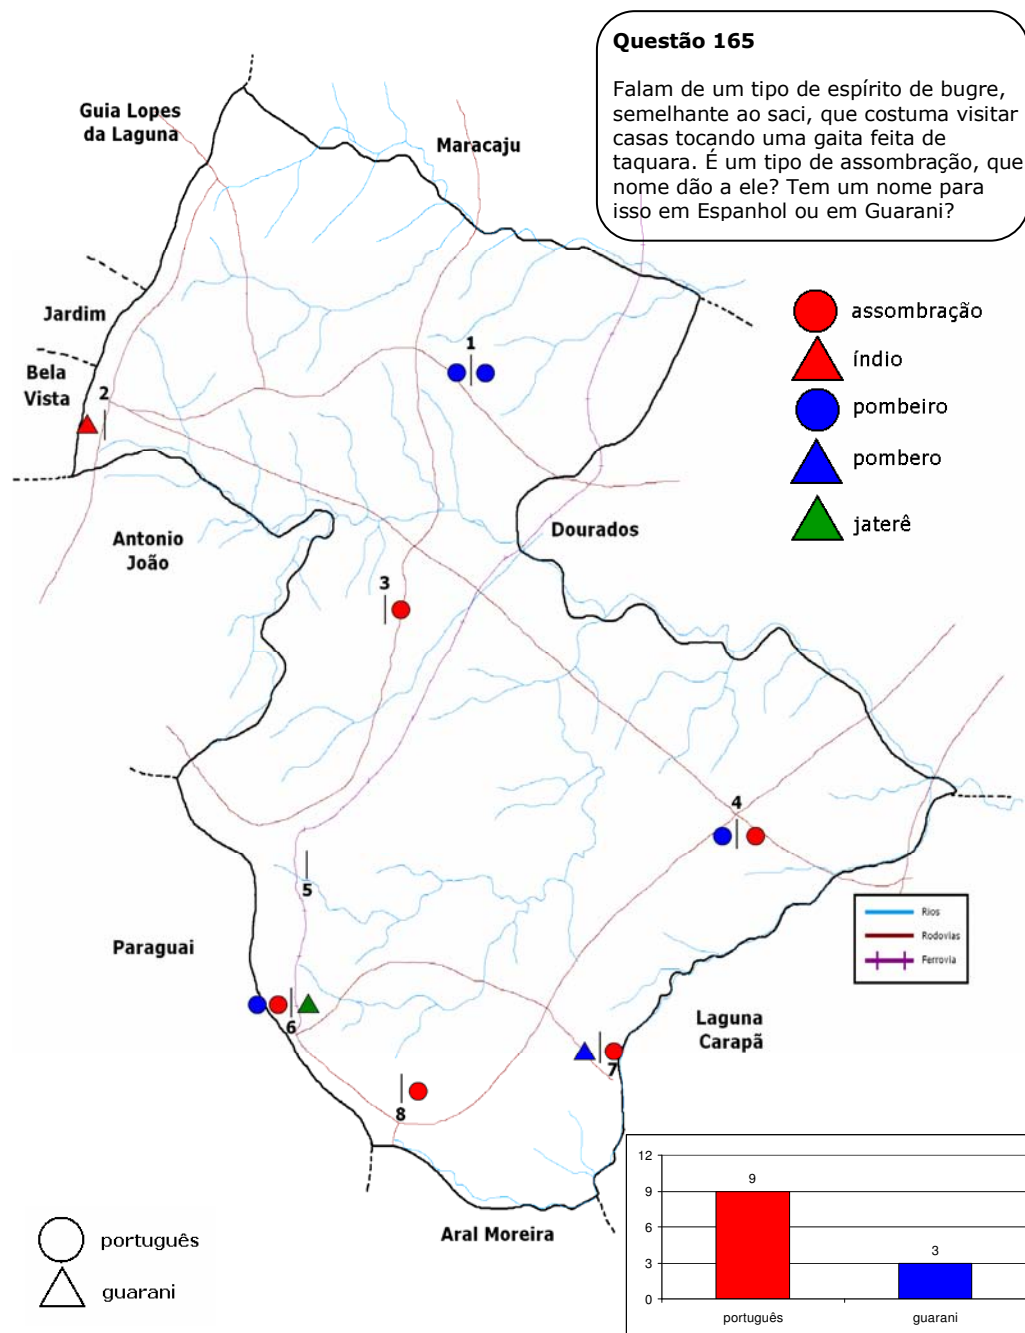 Questão 165
Falam de um tipo de espírito de bugre,
semelhante ao saci, que costuma visitar
casas tocando uma gaita feita de
taquara. É um tipo de assombração, que
nome dão a ele? Tem um nome para
isso em Espanhol ou em Guarani?
Guia Lopes
da Laguna
Maracaju
Jardim
Bela
Vista
assombração
índio
pombeiro
pombero
jaterê
1
2
Antonio
João
Dourados
3
4
5
Rios
Rodovias
Ferrovia
Paraguai
6
Laguna
Carapã
7
8
Aral Moreira
português
guarani
12
9
6
3
0
9
3
português
guarani